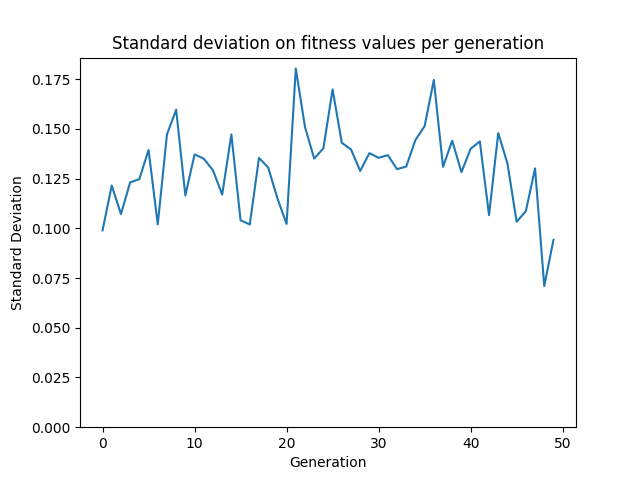 Standard deviation on fitness values per generation
Standard Deviation
0.175
0.150
0.125
0.100
0.075
0.050
0.025
0.000
0 10 20 30 40 50
Generation